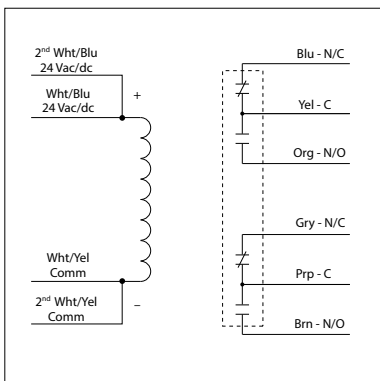 2nd Wht/Blu
24 Vac/dc
Wht/Blu
24 Vac/dc
+
Wht/Yel
Comm
2nd Wht/Yel
Comm
–
Blu - N/C
Yel - C
Org - N/O
Gry - N/C
Prp - C
Brn - N/O